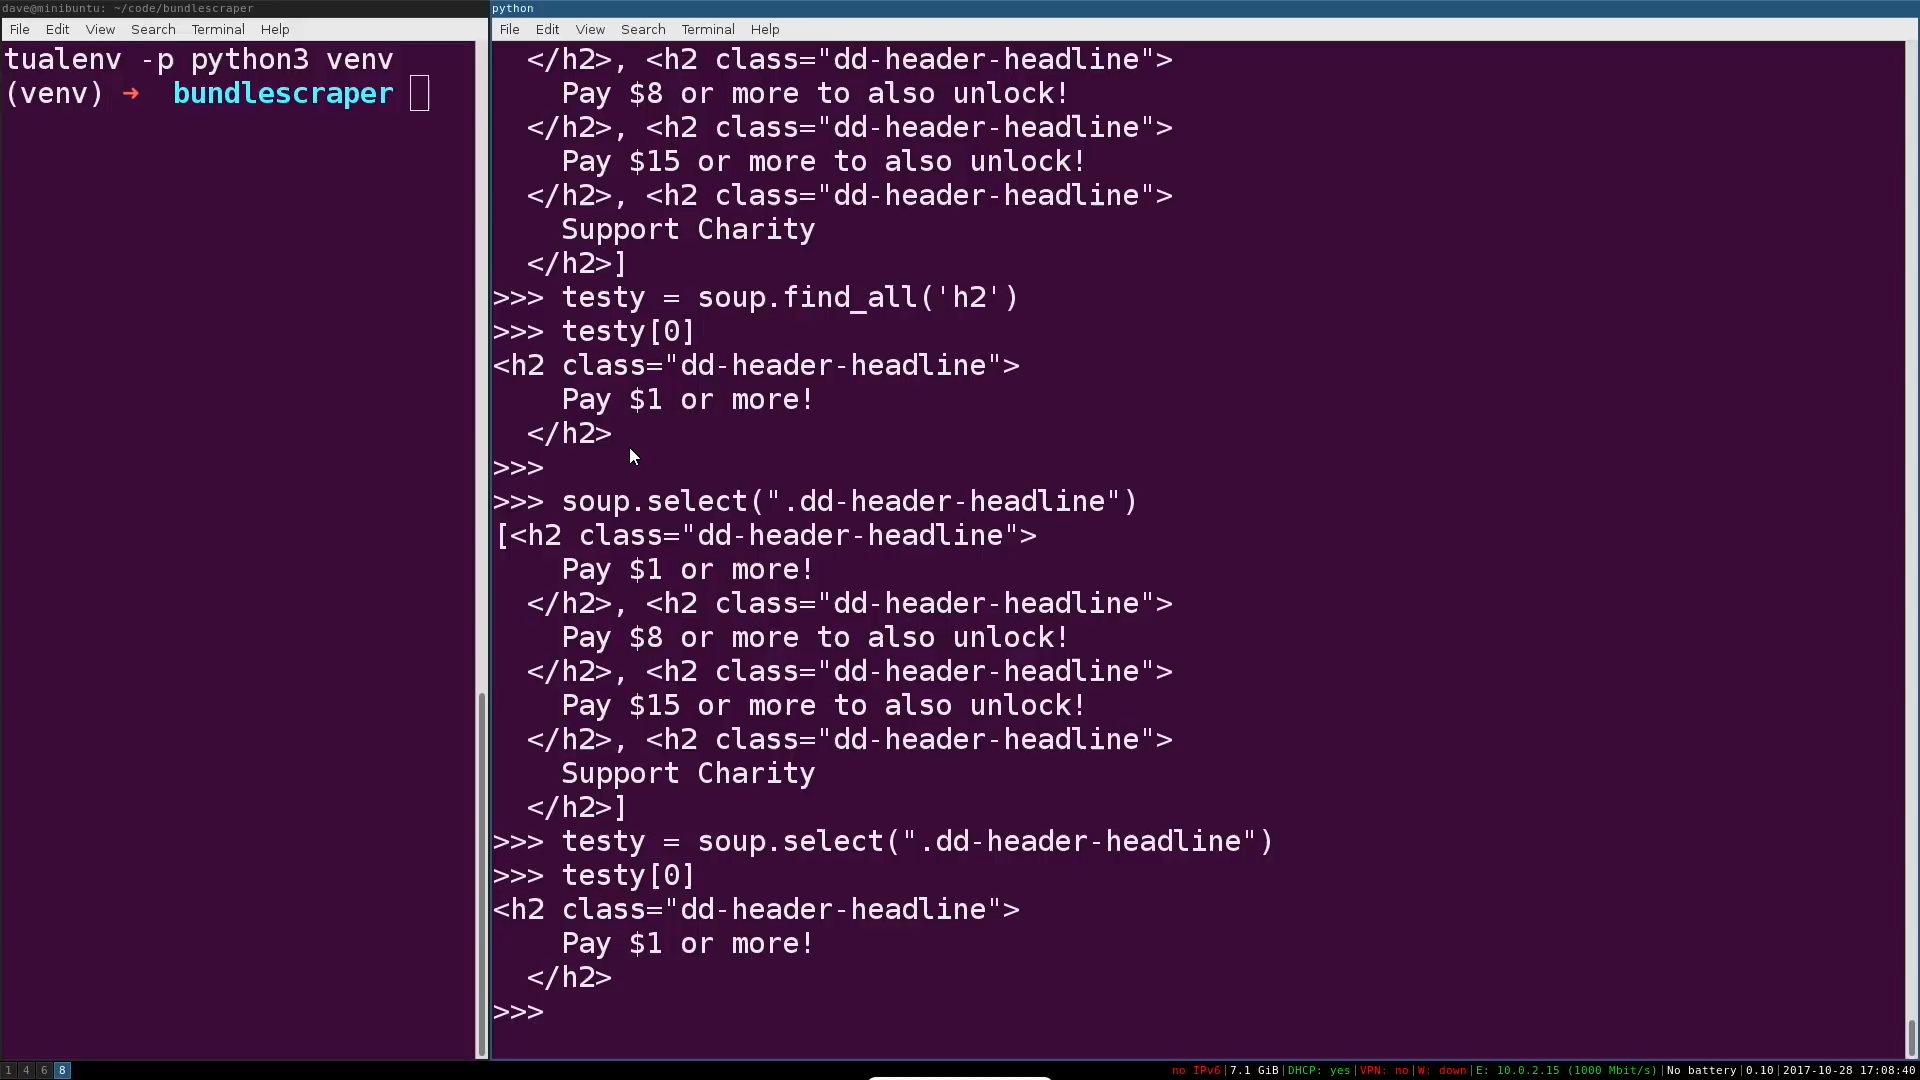 dave@minibuntu: ~/code/bundlescraper
File Edit View Search Terminal Help
tualenv -p python3 venv
(venv) ➜  bundlescraper
python
File Edit View Search Terminal Help
  </h2>, <h2 class="dd-header-headline">
    Pay $8 or more to also unlock!
  </h2>, <h2 class="dd-header-headline">
    Pay $15 or more to also unlock!
  </h2>, <h2 class="dd-header-headline">
    Support Charity
  </h2>]
>>> testy = soup.find_all('h2')
>>> testy[0]
<h2 class="dd-header-headline">
    Pay $1 or more!
  </h2>
>>>
>>> soup.select(".dd-header-headline")
[<h2 class="dd-header-headline">
    Pay $1 or more!
  </h2>, <h2 class="dd-header-headline">
    Pay $8 or more to also unlock!
  </h2>, <h2 class="dd-header-headline">
    Pay $15 or more to also unlock!
  </h2>, <h2 class="dd-header-headline">
    Support Charity
  </h2>]
>>> testy = soup.select(".dd-header-headline")
>>> testy[0]
<h2 class="dd-header-headline">
    Pay $1 or more!
  </h2>
>>>
1 4 6 8
no IPv6|7.1 GiB|DHCP: yes|VPN: no|W: down|E: 10.0.2.15 (1000 Mbit/s)|No battery|0.10|2017-10-28 17:08:40